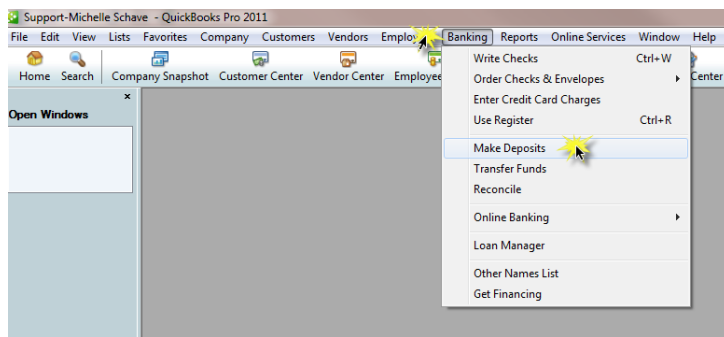 Support-Michelle Schave - QuickBooks Pro 2011
File Edit View Lists Favorites Company Customers Vendors Banking Reports Online Services Window Help
Home Search Company Snapshot Customer Center Vendor Center Center
Open Windows
Write Checks Ctrl+W
Order Checks & Envelopes
Enter Credit Card Charges
Use Register Ctrl+R
Make Deposits
Transfer Funds
Reconcile
Online Banking
Loan Manager
Other Names List
Get Financing